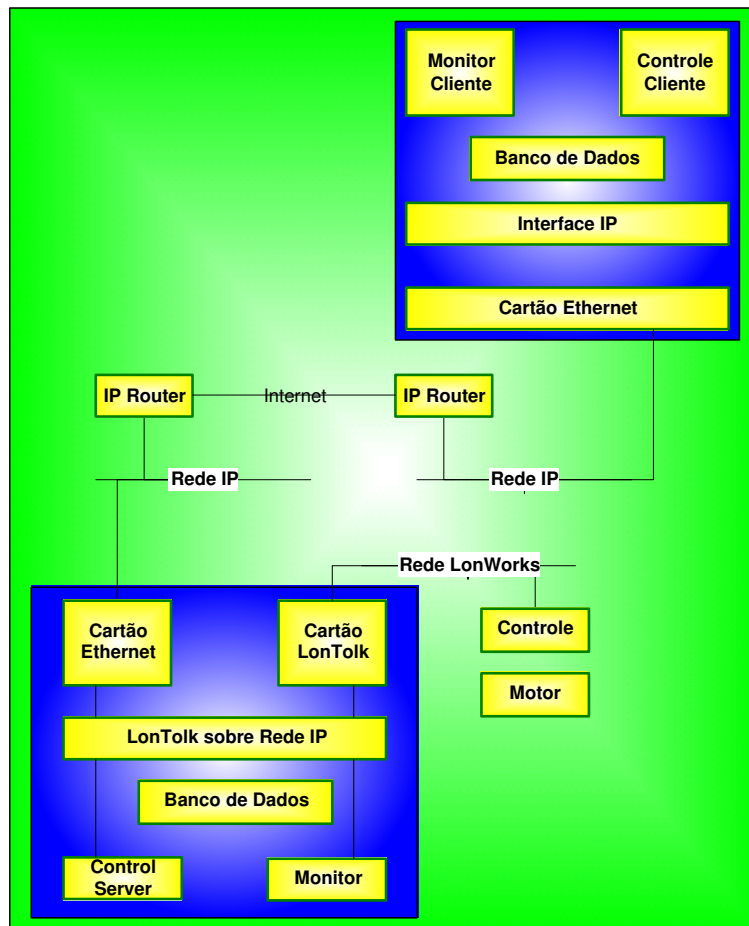 Monitor
Cliente
Controle
Cliente
Banco de Dados
Interface IP
Cartão Ethernet
IP Router
Internet
IP Router
Rede IP
Rede IP
Rede LonWorks
Cartão
Ethernet
Cartão
LonTolk
Controle
Motor
LonTolk sobre Rede IP
Banco de Dados
Control
Server
Monitor